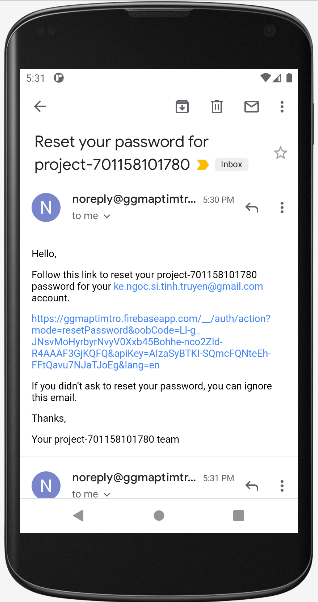 5:31
Reset your password for
project-701158101780
Inbox
N
noreply@ggmaptimtro... 5:30 PM
to me
Hello,
Follow this link to reset your project-701158101780
password for your ke.ngoc.si.tinh.truyen@gmail.com
account.
https://ggmaptimtro.firebaseapp.com/__/auth/action?
mode=resetPassword&oobCode=LI-g_
JNsvMoHyrbyrNvyV0Xxb45Bohhe-nco2Zld-
R4AAAF3GjKQFQ&apiKey=AIzaSyBTKI-SQmcFQNteEh-
FFtQavu7NJaTJoEg&lang=en
If you didn't ask to reset your password, you can ignore
this email.
Thanks,
Your project-701158101780 team
N
noreply@ggmaptimtro... 5:31 PM
to me